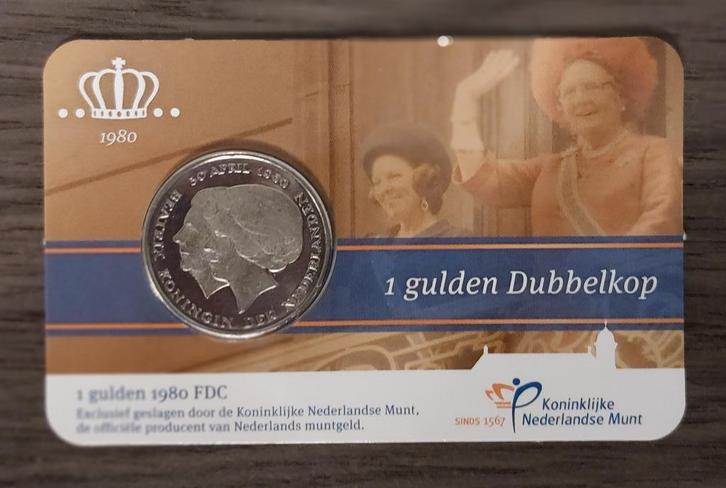 1980
30 APRIL 1980
BEATRIX KONINGIN DER NEDERLANDEN
1 gulden Dubbelkop
1 gulden 1980 FDC
Exclusief geslagen door de Koninklijke Nederlandse Munt,
de officiële producent van Nederlands muntgeld.
SINDS 1567
Koninklijke
Nederlandse Munt